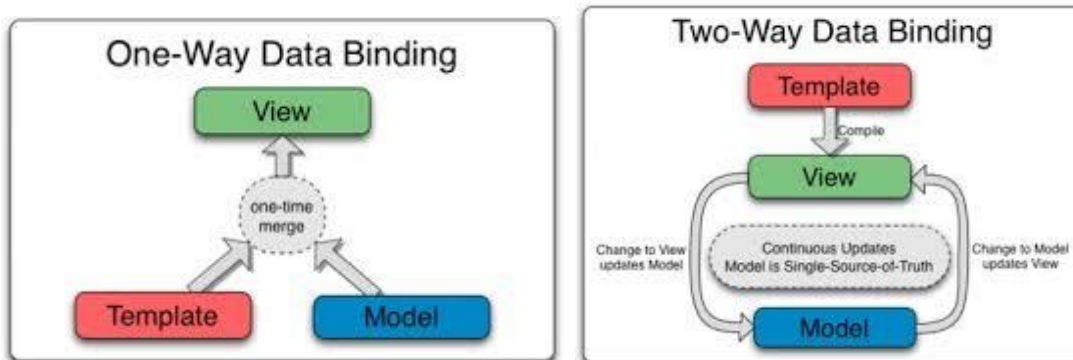 One-Way Data Binding
View
one-time
merge
Template
Model
Two-Way Data Binding
Template
Compile
View
Change to View
updates Model
Continuous Updates
Model is Single-Source-of-Truth
Change to Model
updates View
Model